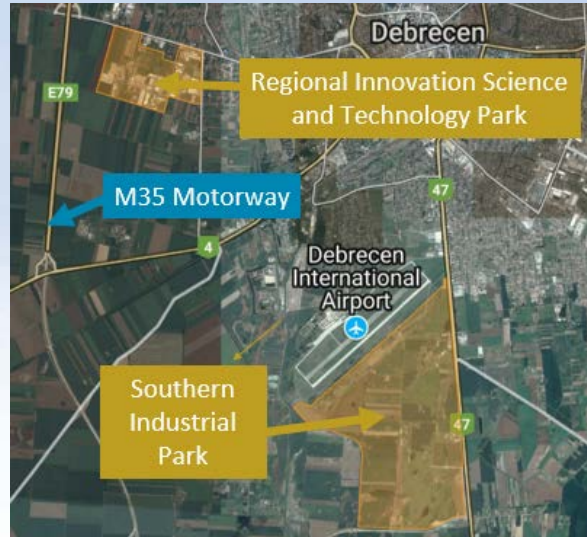 Debrecen
E79
Regional Innovation Science
and Technology Park
M35 Motorway
47
4
Debrecen
International
Airport
Southern
Industrial
Park
47